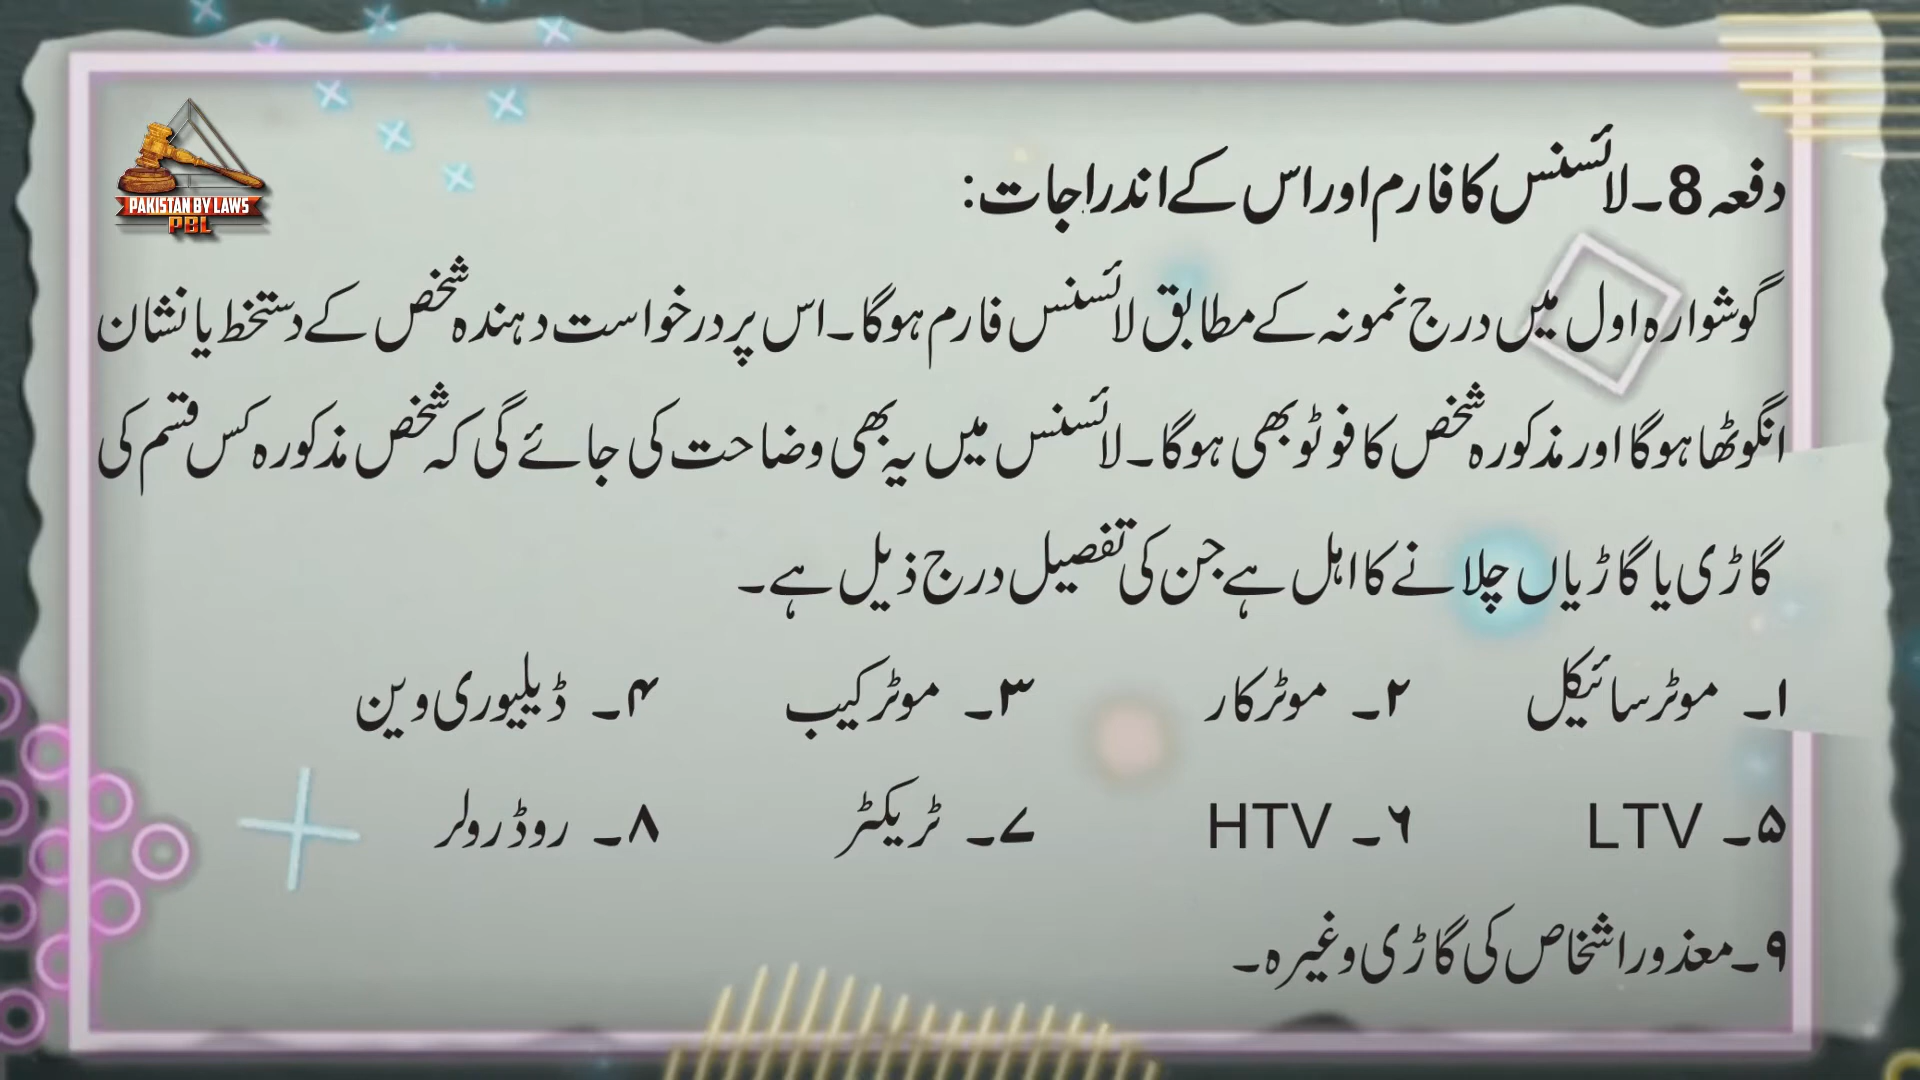 PAKISTAN BY LAWS
PBL
دفعہ 8۔ لائسنس کا فارم اور اس کے اندراجات:
گوشوارہ اول میں درج نمونہ کے مطابق لائسنس فارم ہوگا۔ اس پر درخواست دہندہ شخص کے دستخط یا نشان
انگوٹھا ہوگا اور مذکورہ شخص کا فوٹو بھی ہوگا۔ لائسنس میں یہ بھی وضاحت کی جائے گی کہ شخص مذکورہ کس قسم کی
گاڑی یا گاڑیاں چلانے کا اہل ہے جن کی تفصیل درج ذیل ہے۔
۱۔ موٹر سائیکل ۲۔ موٹر کار ۳۔ موٹر کیب ۴۔ ڈیلیوری وین
۵۔ LTV ۶۔ HTV ۷۔ ٹریکٹر ۸۔ روڈ رولر
۹۔ معذور اشخاص کی گاڑی وغیرہ۔